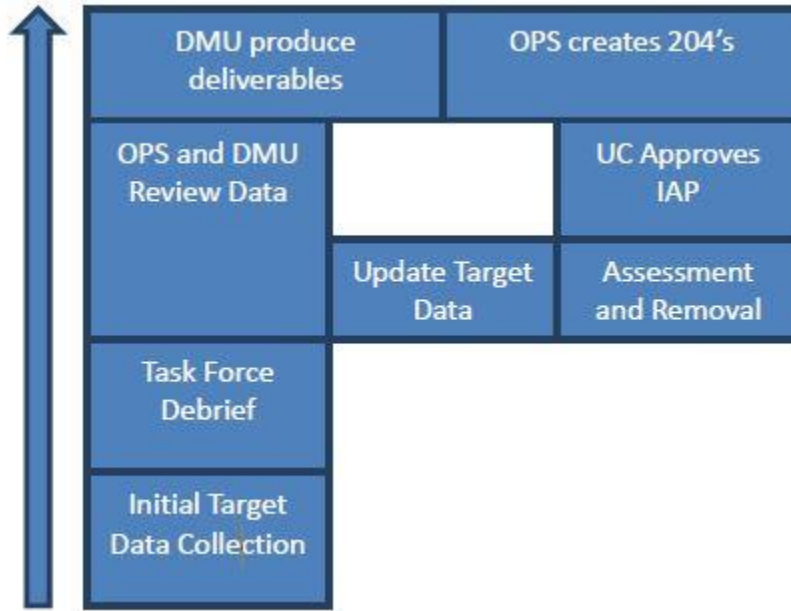 DMU produce
deliverables
OPS creates 204’s
OPS and DMU
Review Data
UC Approves
IAP
Update Target
Data
Assessment
and Removal
Task Force
Debrief
Initial Target
Data Collection